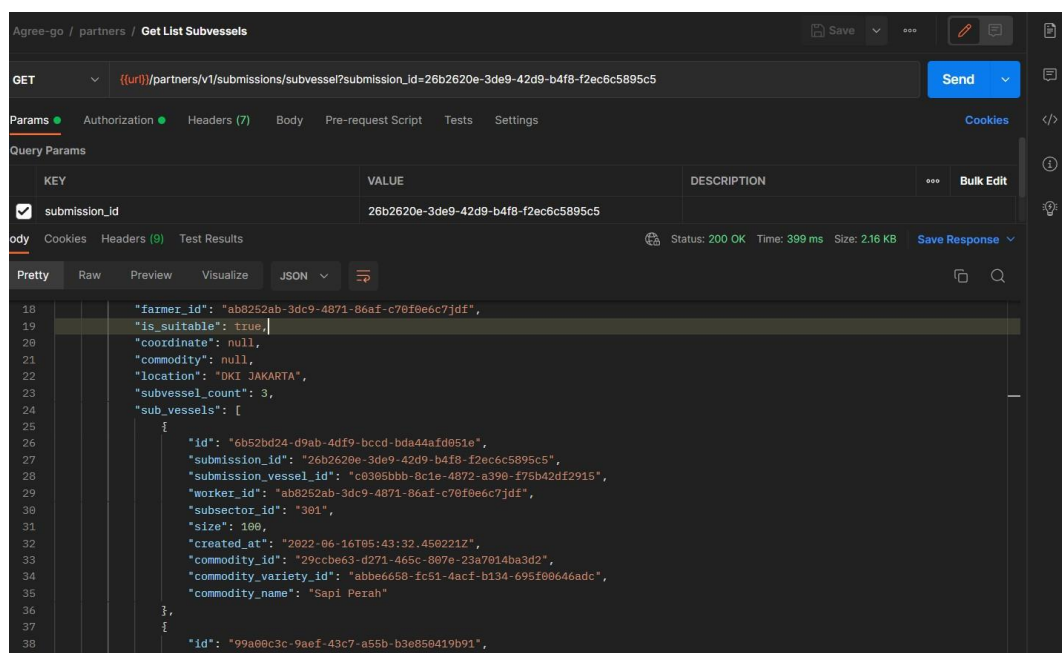 Agree-go / partners / Get List Subvessels
Save
GET
{{url}}/partners/v1/submissions/subvessel?submission_id=26b2620e-3de9-42d9-b4f8-f2ec6c5895c5
Send
Params Authorization Headers (7) Body Pre-request Script Tests Settings Cookies
Query Params
KEY VALUE DESCRIPTION ooo Bulk Edit
submission_id 26b2620e-3de9-42d9-b4f8-f2ec6c5895c5
ody Cookies Headers (9) Test Results Status: 200 OK Time: 399 ms Size: 2.16 KB Save Response
Pretty Raw Preview Visualize JSON
18 "farmer_id": "ab8252ab-3dc9-4871-86af-c70f0e6c7jdf",
19 "is_suitable": true,
20 "coordinate": null,
21 "commodity": null,
22 "location": "DKI JAKARTA",
23 "subvessel_count": 3,
24 "sub_vessels": [
25 {
26 "id": "6b52bd24-d9ab-4df9-bccd-bda44afd051e",
27 "submission_id": "26b2620e-3de9-42d9-b4f8-f2ec6c5895c5",
28 "submission_vessel_id": "c0305bbb-8c1e-4872-a390-f75b42df2915",
29 "worker_id": "ab8252ab-3dc9-4871-86af-c70f0e6c7jdf",
30 "subsector_id": "301",
31 "size": 100,
32 "created_at": "2022-06-16T05:43:32.450221Z",
33 "commodity_id": "29ccbe63-d271-465c-807e-23a7014ba3d2",
34 "commodity_variety_id": "abbe6658-fc51-4acf-b134-695f00646adc",
35 "commodity_name": "Sapi Perah"
36 },
37 {
38 "id": "99a00c3c-9aef-43c7-a55b-b3e850419b91",